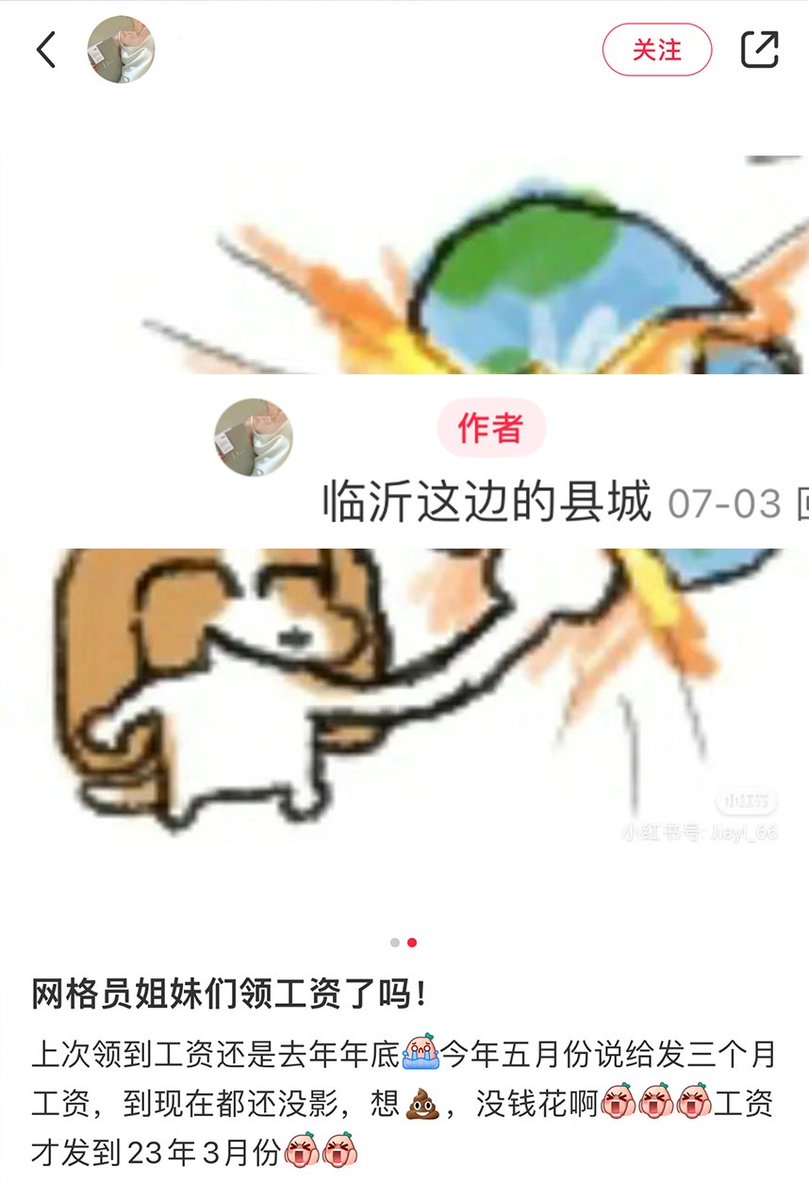 关注
作者
临沂这边的县城 07-03
小红书
小红书号: Jiayi_66
网格员姐妹们领工资了吗！
上次领到工资还是去年年底😭今年五月份说给发三个月
工资，到现在都还没影，想💩，没钱花啊😫😫😫工资
才发到23年3月份😫😫